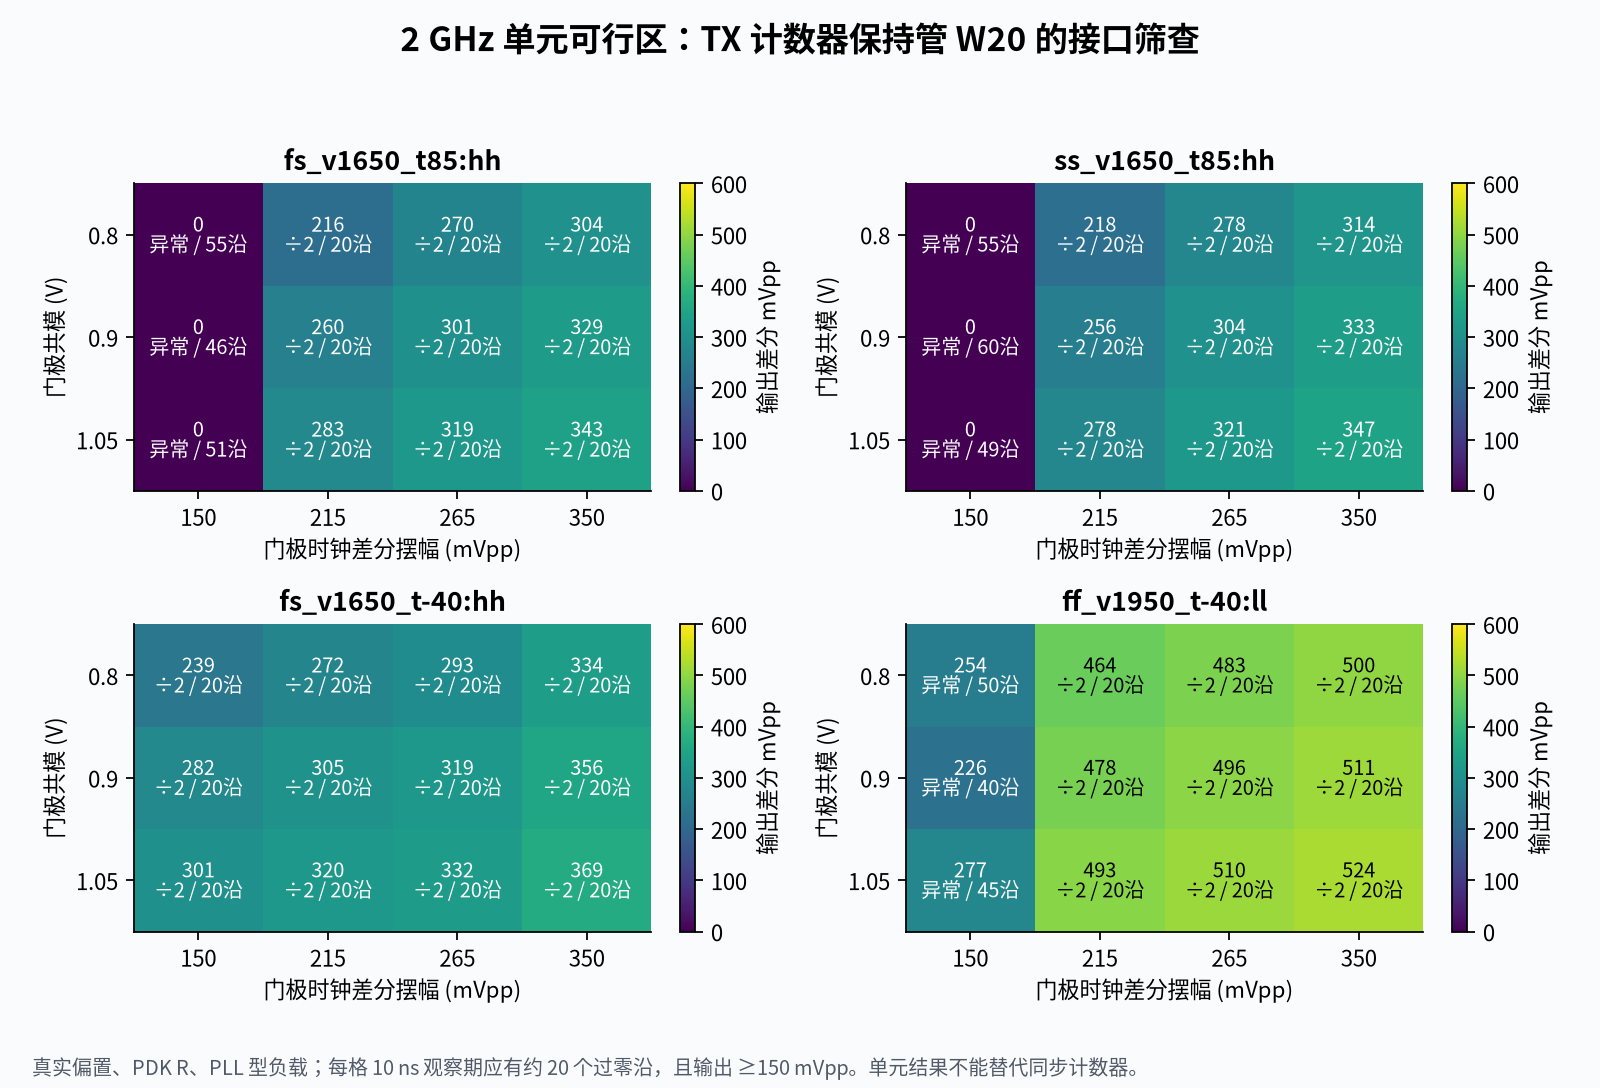 2 GHz 单元可行区：TX 计数器保持管 W20 的接口筛查
fs_v1650_t85:hh
门极共模 (V)
0.8
0.9
1.05
0
异常 / 55沿
216
÷2 / 20沿
270
÷2 / 20沿
304
÷2 / 20沿
0
异常 / 46沿
260
÷2 / 20沿
301
÷2 / 20沿
329
÷2 / 20沿
0
异常 / 51沿
283
÷2 / 20沿
319
÷2 / 20沿
343
÷2 / 20沿
150
215
265
350
门极时钟差分摆幅 (mVpp)
600
500
400
300
200
100
0
输出差分 mVpp
ss_v1650_t85:hh
门极共模 (V)
0.8
0.9
1.05
0
异常 / 55沿
218
÷2 / 20沿
278
÷2 / 20沿
314
÷2 / 20沿
0
异常 / 60沿
256
÷2 / 20沿
304
÷2 / 20沿
333
÷2 / 20沿
0
异常 / 49沿
278
÷2 / 20沿
321
÷2 / 20沿
347
÷2 / 20沿
150
215
265
350
门极时钟差分摆幅 (mVpp)
600
500
400
300
200
100
0
输出差分 mVpp
fs_v1650_t-40:hh
门极共模 (V)
0.8
0.9
1.05
239
÷2 / 20沿
272
÷2 / 20沿
293
÷2 / 20沿
334
÷2 / 20沿
282
÷2 / 20沿
305
÷2 / 20沿
319
÷2 / 20沿
356
÷2 / 20沿
301
÷2 / 20沿
320
÷2 / 20沿
332
÷2 / 20沿
369
÷2 / 20沿
150
215
265
350
门极时钟差分摆幅 (mVpp)
600
500
400
300
200
100
0
输出差分 mVpp
ff_v1950_t-40:ll
门极共模 (V)
0.8
0.9
1.05
254
异常 / 50沿
464
÷2 / 20沿
483
÷2 / 20沿
500
÷2 / 20沿
226
异常 / 40沿
478
÷2 / 20沿
496
÷2 / 20沿
511
÷2 / 20沿
277
异常 / 45沿
493
÷2 / 20沿
510
÷2 / 20沿
524
÷2 / 20沿
150
215
265
350
门极时钟差分摆幅 (mVpp)
600
500
400
300
200
100
0
输出差分 mVpp
真实偏置、PDK R、PLL 型负载；每格 10 ns 观察期应有约 20 个过零沿，且输出 ≥150 mVpp。单元结果不能替代同步计数器。